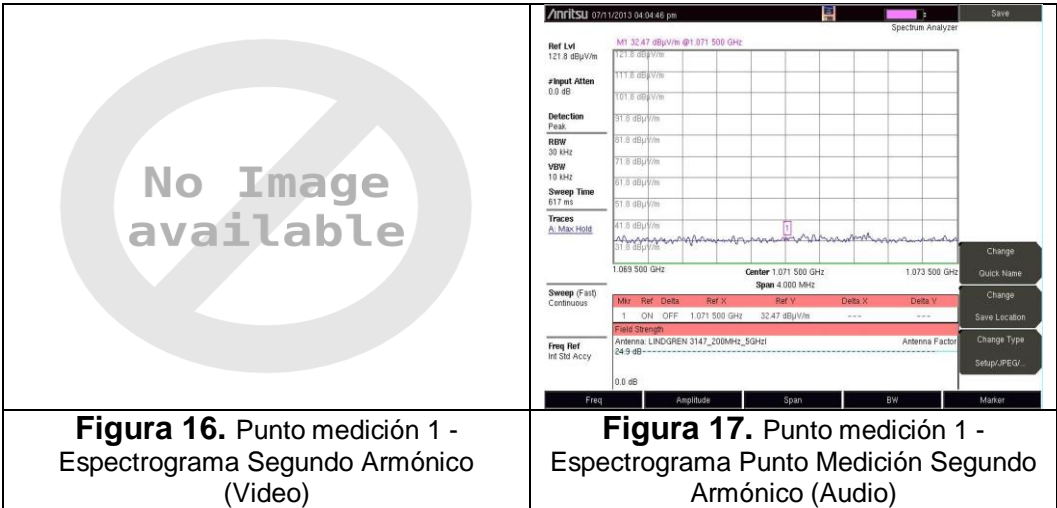 No Image
available
Anritsu 07/11/2013 04:04:46 pm
Save
Spectrum Analyzer
M1 32.47 dBµV/m @1.071 500 GHz
Ref Lvl
121.8 dBµV/m
#Input Atten
0.0 dB
Detection
Peak
RBW
30 kHz
VBW
10 kHz
Sweep Time
617 ms
Traces
A: Max Hold
Sweep (Fast)
Continuous
Freq Ref
Int Std Accy
121.8 dBµV/m
111.8 dBµV/m
101.8 dBµV/m
91.8 dBµV/m
81.8 dBµV/m
71.8 dBµV/m
61.8 dBµV/m
51.8 dBµV/m
41.8 dBµV/m
31.8 dBµV/m
1
1.069 500 GHz
Center 1.071 500 GHz
1.073 500 GHz
Span 4.000 MHz
Mkr Ref Delta Ref X Ref Y Delta X Delta Y
1 ON OFF 1.071 500 GHz 32.47 dBµV/m --- ---
Field Strength
Antenna: LINDGREN 3147_200MHz_5GHzl
Antenna Factor
24.9 dB
0.0 dB
Change
Quick Name
Change
Save Location
Change Type
Setup/JPEG/...
Freq Amplitude Span BW Marker
Figura 16. Punto medición 1 -
Espectrograma Segundo Armónico
(Video)
Figura 17. Punto medición 1 -
Espectrograma Punto Medición Segundo
Armónico (Audio)